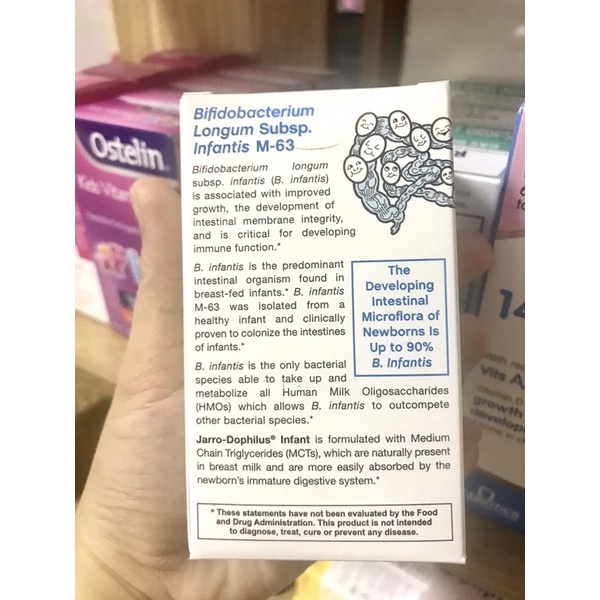 Bifidobacterium
Longum Subsp.
Infantis M-63
Bifidobacterium longum
subsp. infantis (B. infantis)
is associated with improved
growth, the development of
intestinal membrane integrity,
and is critical for developing
immune function.*
B. infantis is the predominant
intestinal organism found in
breast-fed infants.* B. infantis
M-63 was isolated from a
healthy infant and clinically
proven to colonize the intestines
of infants.*
The
Developing
Intestinal
Microflora of
Newborns Is
Up to 90%
B. Infantis
B. infantis is the only bacterial
species able to take up and
metabolize all Human Milk Oligosaccharides
(HMOs) which allows B. infantis to outcompete
other bacterial species.*
Jarro-Dophilus® Infant is formulated with Medium
Chain Triglycerides (MCTs), which are naturally present
in breast milk and are more easily absorbed by the
newborn's immature digestive system.*
* These statements have not been evaluated by the Food
and Drug Administration. This product is not intended
to diagnose, treat, cure or prevent any disease.
Ostelin
Kids
14
Vits A
growth